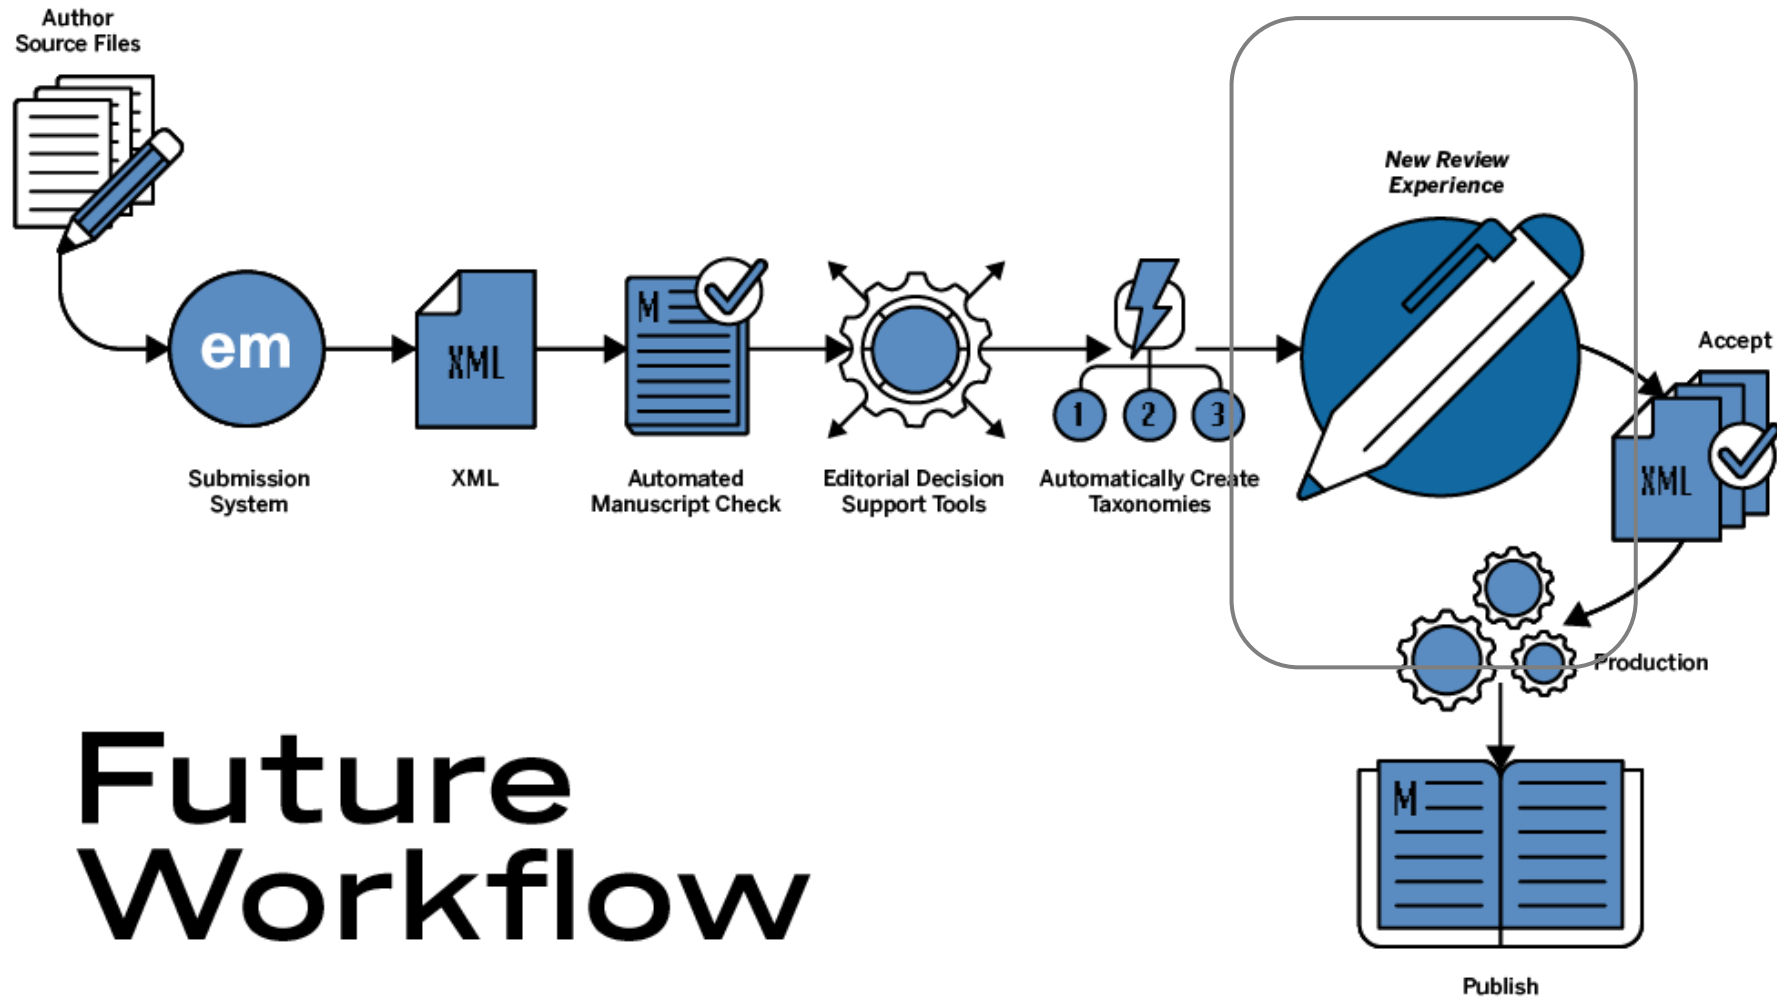 Author
Source Files
em
Submission
System
XML
XML
M
Automated
Manuscript Check
Editorial Decision
Support Tools
1 2 3
Automatically Create
Taxonomies
New Review
Experience
Accept
XML
Production
M
Publish
Future
Workflow